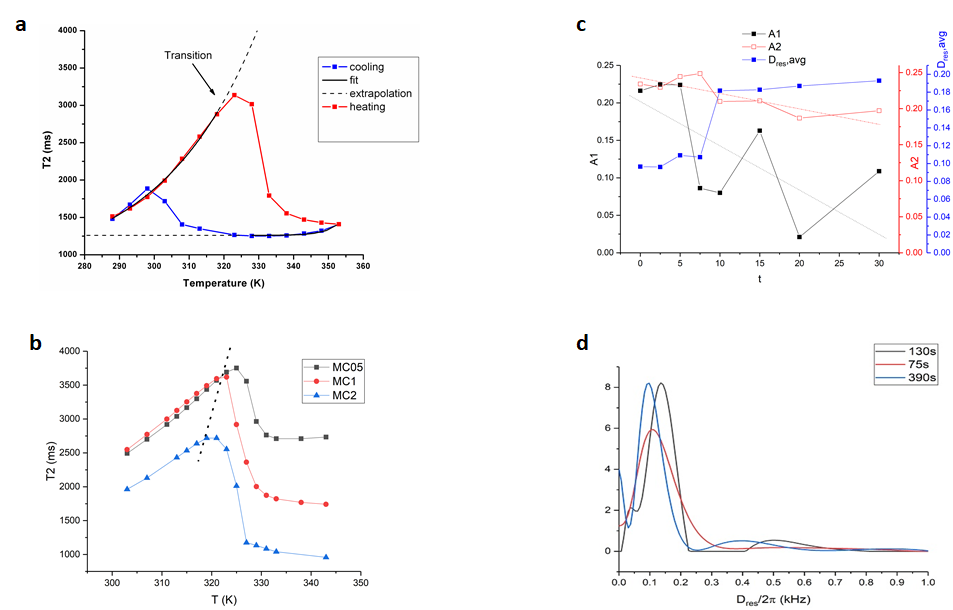 a
4000
3500
3000
2500
2000
1500
1000
T2 (ms)
280 290 300 310 320 330 340 350 360
Temperature (K)
Transition
cooling
fit
extrapolation
heating
c
A1
A2
Dres,avg
0.25
0.20
0.15
0.10
0.05
0.00
A1
0 5 10 15 20 25 30
t
0.25
0.20
0.15
0.10
0.05
0.00
A2
0.20
0.18
0.16
0.14
0.12
0.10
0.08
0.06
0.04
0.02
0.00
Dres,avg
b
4000
3500
3000
2500
2000
1500
1000
T2 (ms)
300 310 320 330 340 350
T (K)
MC05
MC1
MC2
d
130s
75s
390s
8
6
4
2
0
0.0 0.1 0.2 0.3 0.4 0.5 0.6 0.7 0.8 0.9 1.0
Dres/2π (kHz)